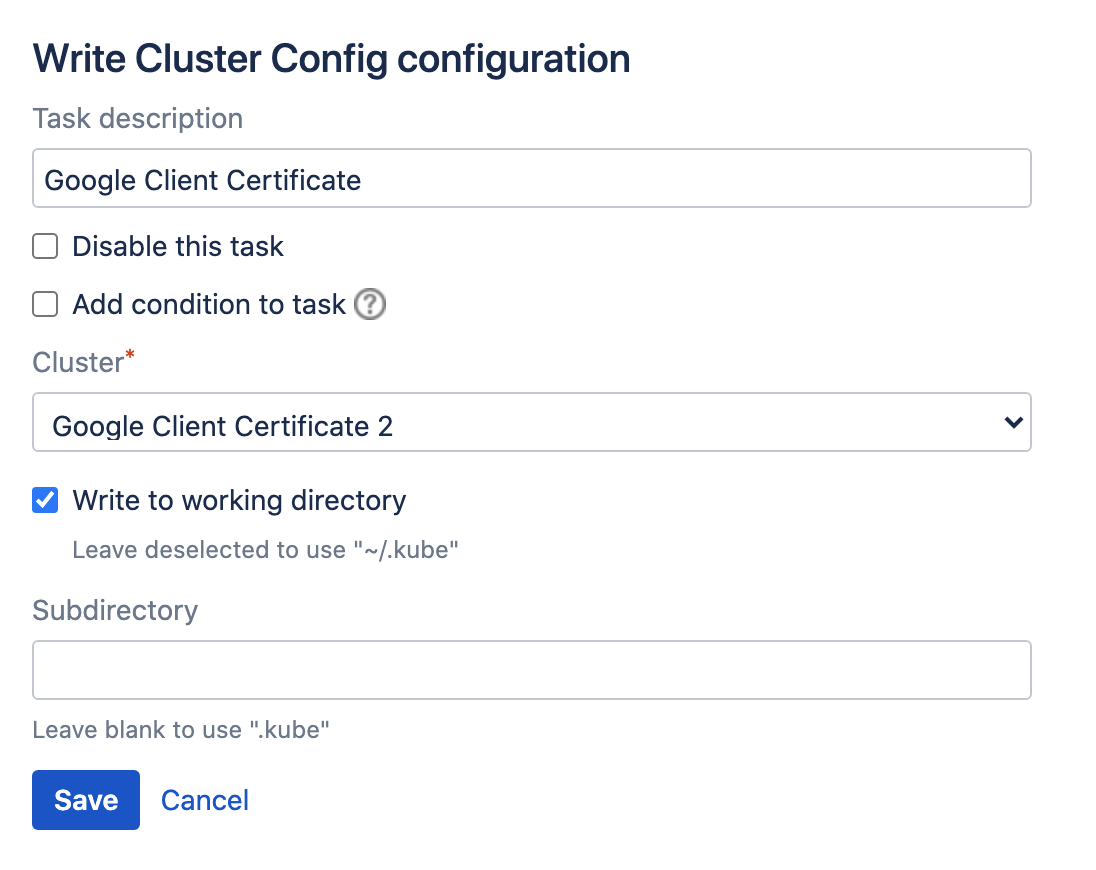 Write Cluster Config configuration
Task description
Google Client Certificate
Disable this task
Add condition to task ?
Cluster*
Google Client Certificate 2
Write to working directory
Leave deselected to use "~/.kube"
Subdirectory
Leave blank to use ".kube"
Save Cancel